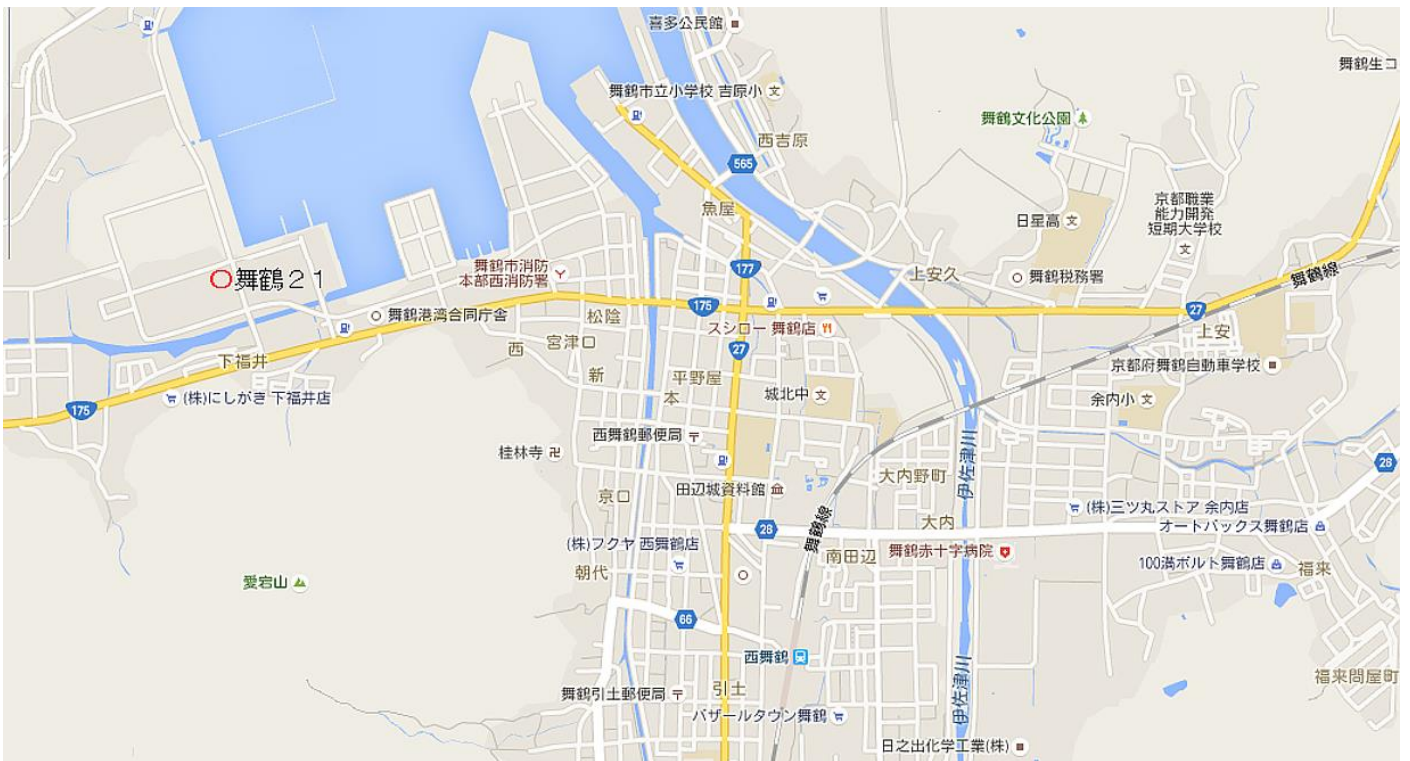 喜多公民館
舞鶴生コ
舞鶴市立小学校 吉原小
舞鶴文化公園
西吉原
565
京都職業
能力開発
短期大学校
魚屋
日星高
舞鶴市消防
本部西消防署
177
上安久
舞鶴税務署
舞鶴線
舞鶴21
175
27
舞鶴港湾合同庁舎
松陰
スシロー 舞鶴店
上安
西
宮津口
27
下福井
京都府舞鶴自動車学校
新
平野屋
本
城北中
余内小
175
(株)にしがき 下福井店
西舞鶴郵便局
桂林寺
28
伊佐津川
大内野町
田辺城資料館
京口
(株)三ツ丸ストア 余内店
大内
オートバックス舞鶴店
28
舞鶴線
(株)フクヤ 西舞鶴店
南田辺
舞鶴赤十字病院
100満ボルト舞鶴店
福来
朝代
愛宕山
66
西舞鶴
福来問屋町
舞鶴引土郵便局
引土
伊佐津川
バザールタウン舞鶴
日之出化学工業(株)